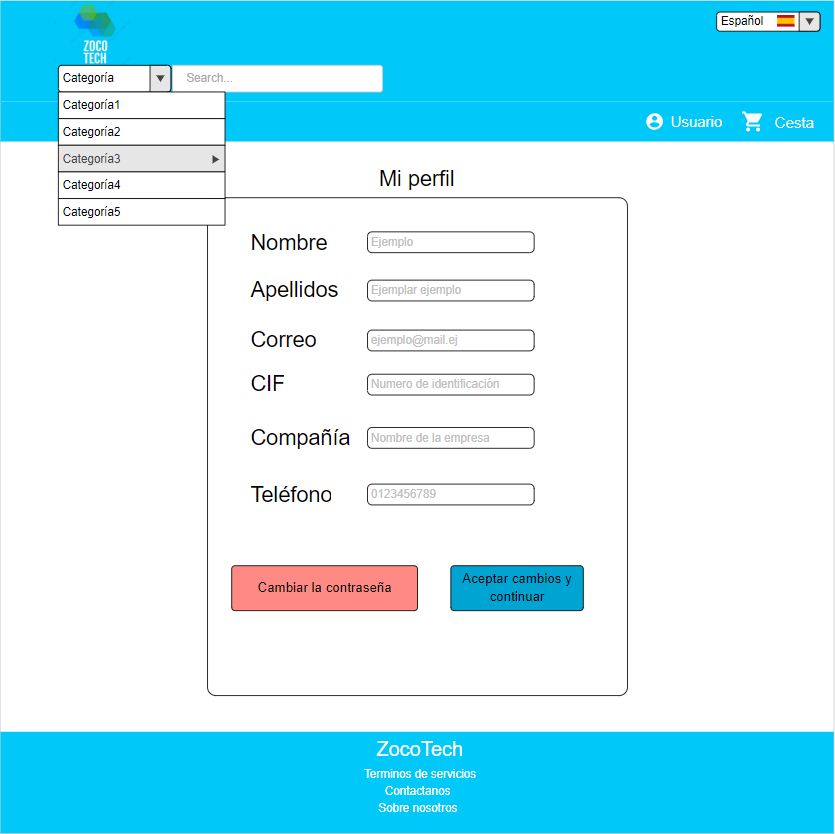 ZOCO
TECH
Español
Categoría
Search...
Categoría1
Categoría2
Categoría3
Categoría4
Categoría5
Usuario
Cesta
Mi perfil
Nombre
Ejemplo
Apellidos
Ejemplar ejemplo
Correo
ejemplo@mail.ej
CIF
Numero de identificación
Compañía
Nombre de la empresa
Teléfono
0123456789
Cambiar la contraseña
Aceptar cambios y
continuar
ZocoTech
Terminos de servicios
Contactanos
Sobre nosotros